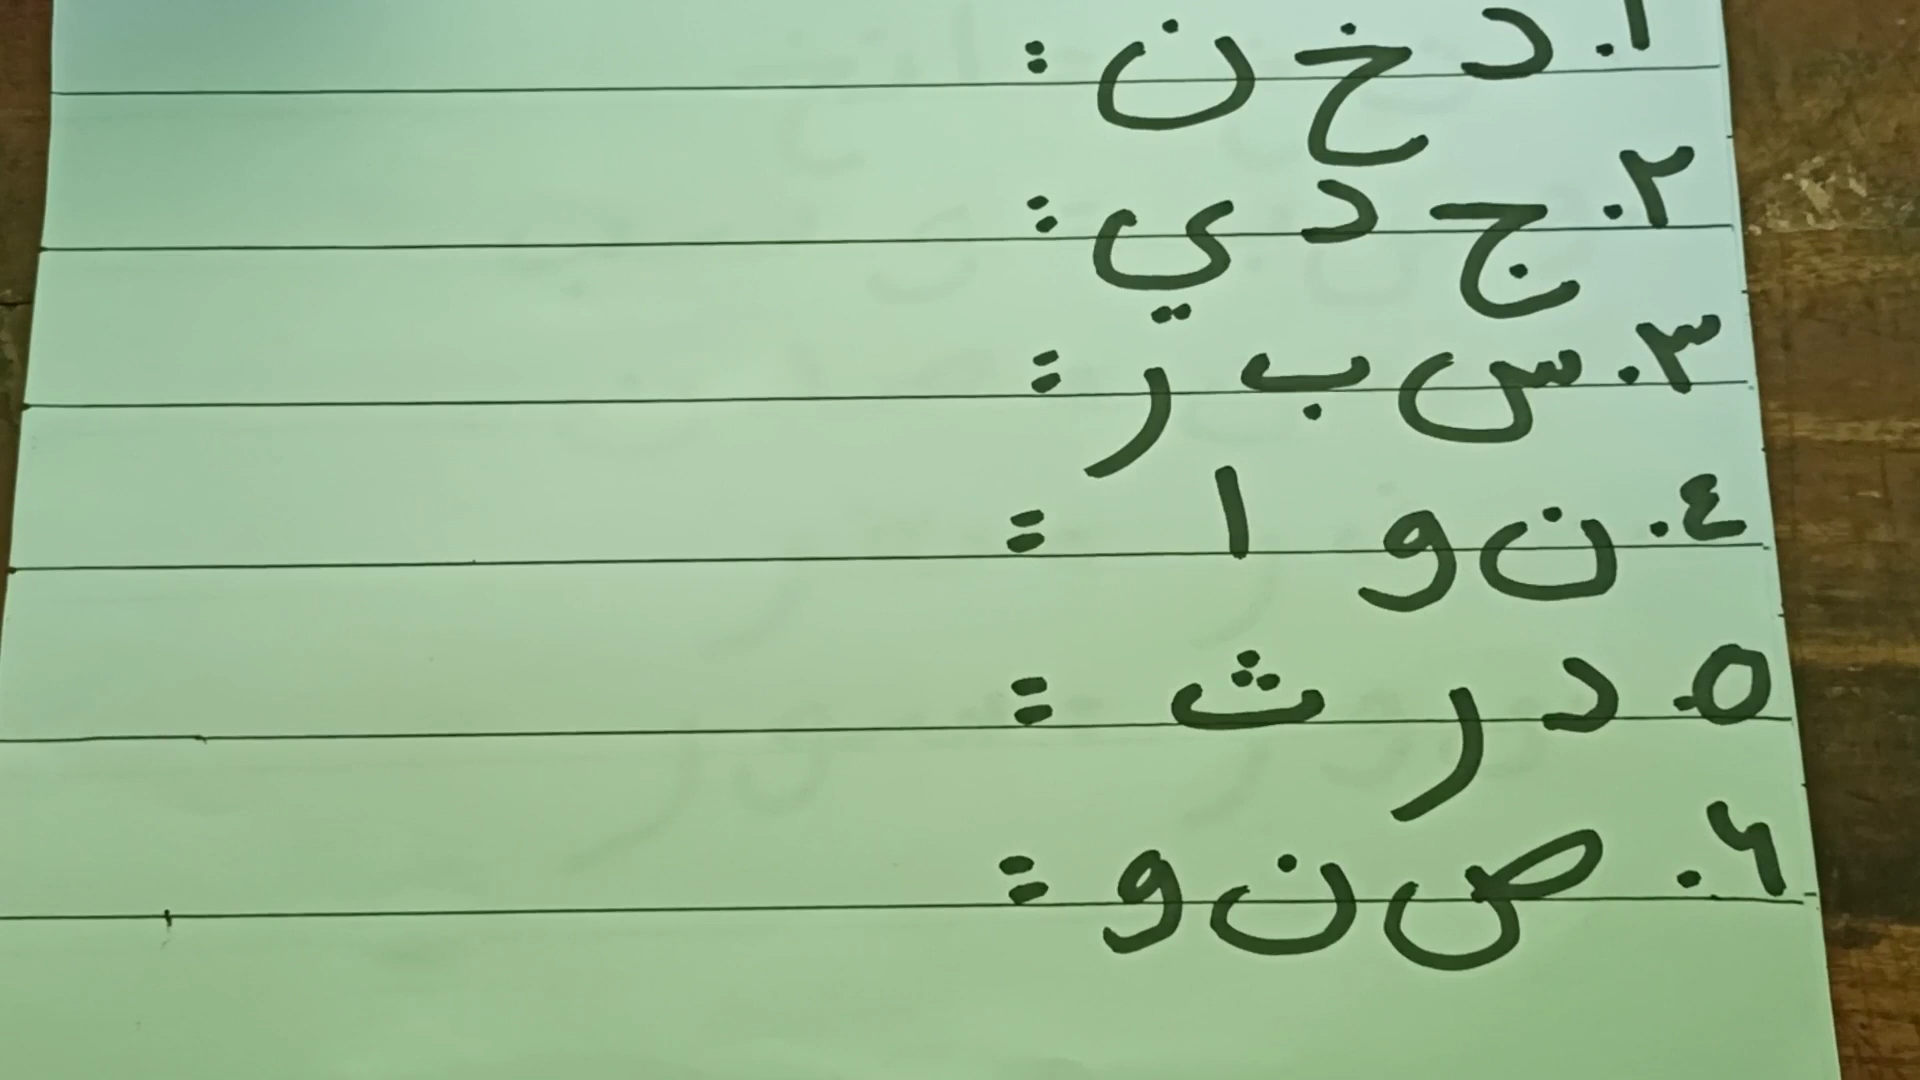 ١. د خ ن :
٢. ج د ي :
٣. س ب ر :
٤. ن و ا :
٥. د ر ث :
٦. ص ن و :